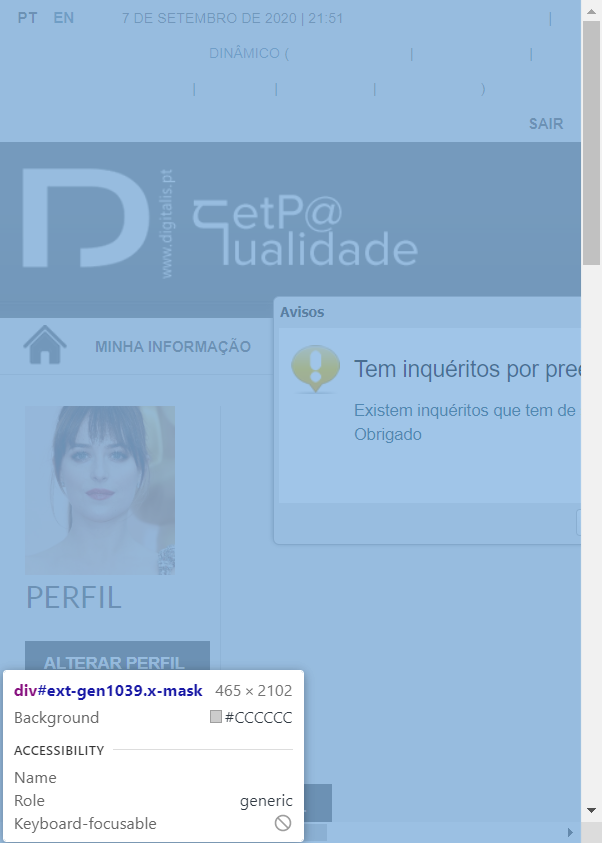 PT EN 7 DE SETEMBRO DE 2020 | 21:51 |
DINÂMICO ( | |
| | | )
SAIR
www.digitalis.pt
netP@
qualidade
Avisos
MINHA INFORMAÇÃO
Tem inquéritos por pree
Existem inquéritos que tem de
Obrigado
PERFIL
ALTERAR PERFIL
div#ext-gen1039.x-mask 465 × 2102
Background #CCCCCC
ACCESSIBILITY
Name
Role generic
Keyboard-focusable